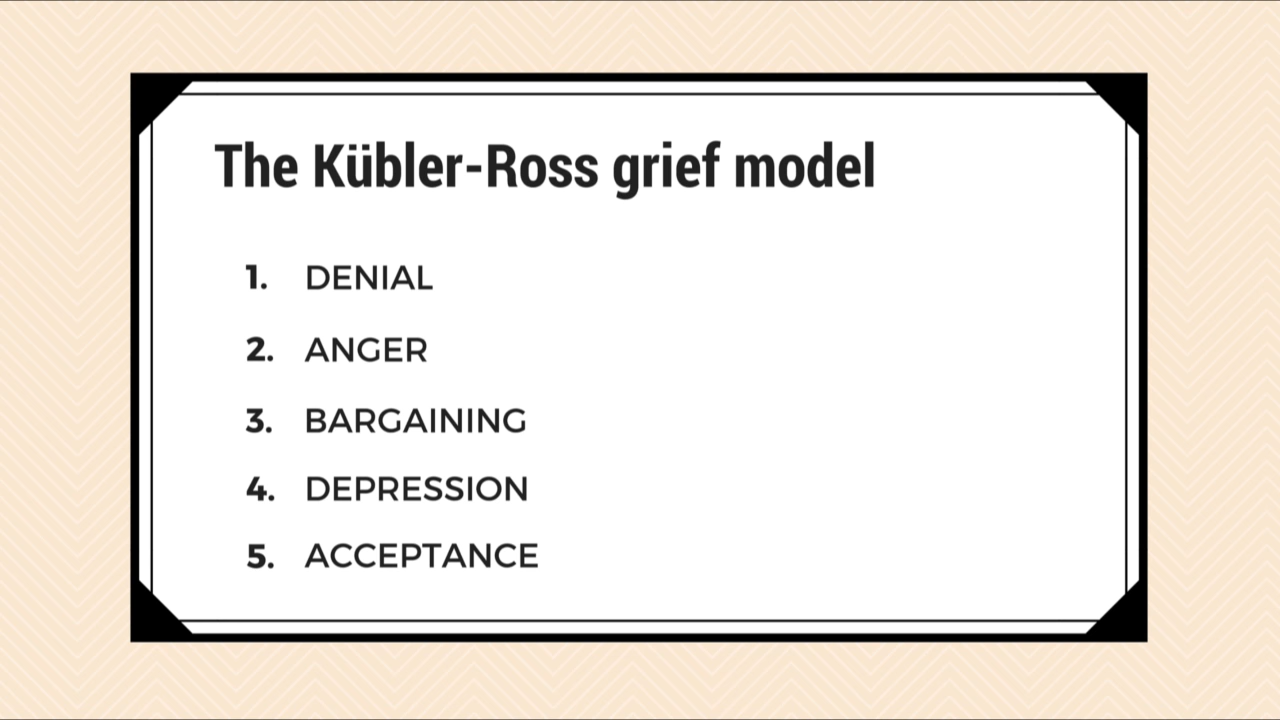 The Kübler-Ross grief model
1. DENIAL
2. ANGER
3. BARGAINING
4. DEPRESSION
5. ACCEPTANCE